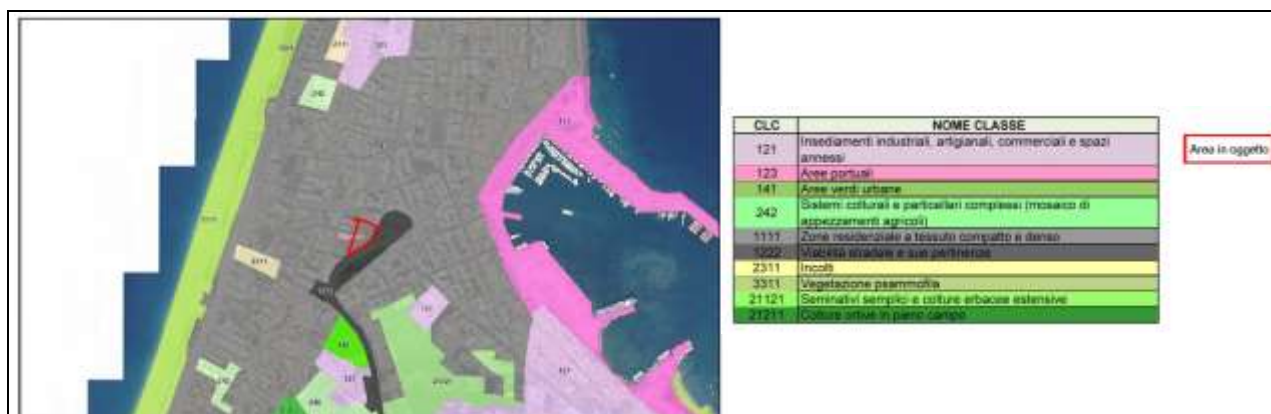 CLC NOME CLASSE
121 Insediamenti industriali, artigianali, commerciali e spazi
annessi
123 Aree portuali
141 Aree verdi urbane
242 Sistemi colturali e particellari complessi (mosaico di
appezzamenti agricoli)
1111 Zone residenziale a tessuto compatto e denso
1222 Viabilità stradale e sue pertinenze
2311 Incolti
3311 Vegetazione psammofila
21121 Seminativi semplici e colture erbacee estensive
21211 Colture ortive in pieno campo
Area in oggetto